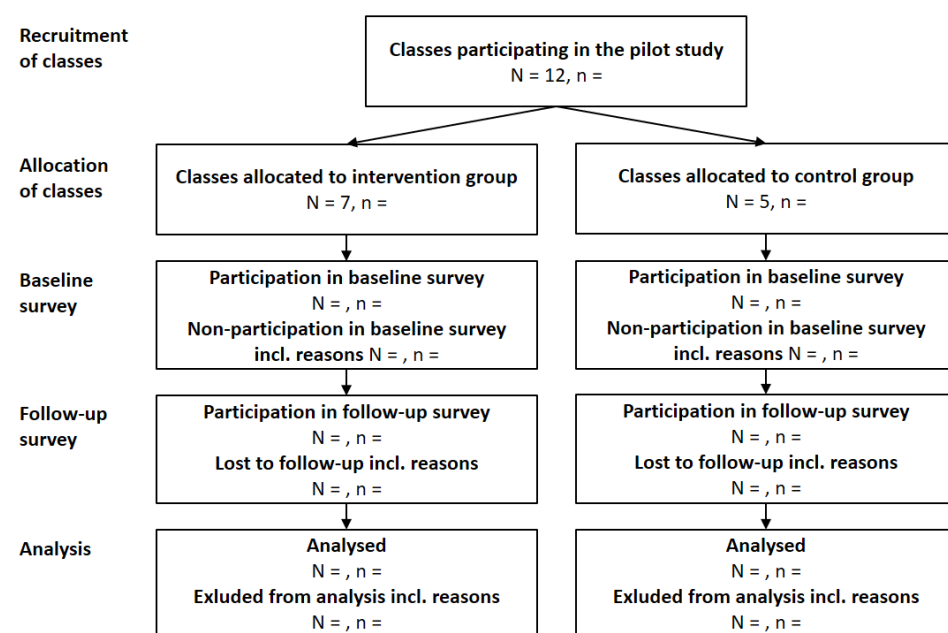 Recruitment
of classes
Classes participating in the pilot study
N = 12, n =
Allocation
of classes
Classes allocated to intervention group
N = 7, n =
Classes allocated to control group
N = 5, n =
Baseline
survey
Participation in baseline survey
N = , n =
Non-participation in baseline survey
incl. reasons N = , n =
Participation in baseline survey
N = , n =
Non-participation in baseline survey
incl. reasons N = , n =
Follow-up
survey
Participation in follow-up survey
N = , n =
Lost to follow-up incl. reasons
N = , n =
Participation in follow-up survey
N = , n =
Lost to follow-up incl. reasons
N = , n =
Analysis
Analysed
N = , n =
Exluded from analysis incl. reasons
N = , n =
Analysed
N = , n =
Exluded from analysis incl. reasons
N = , n =